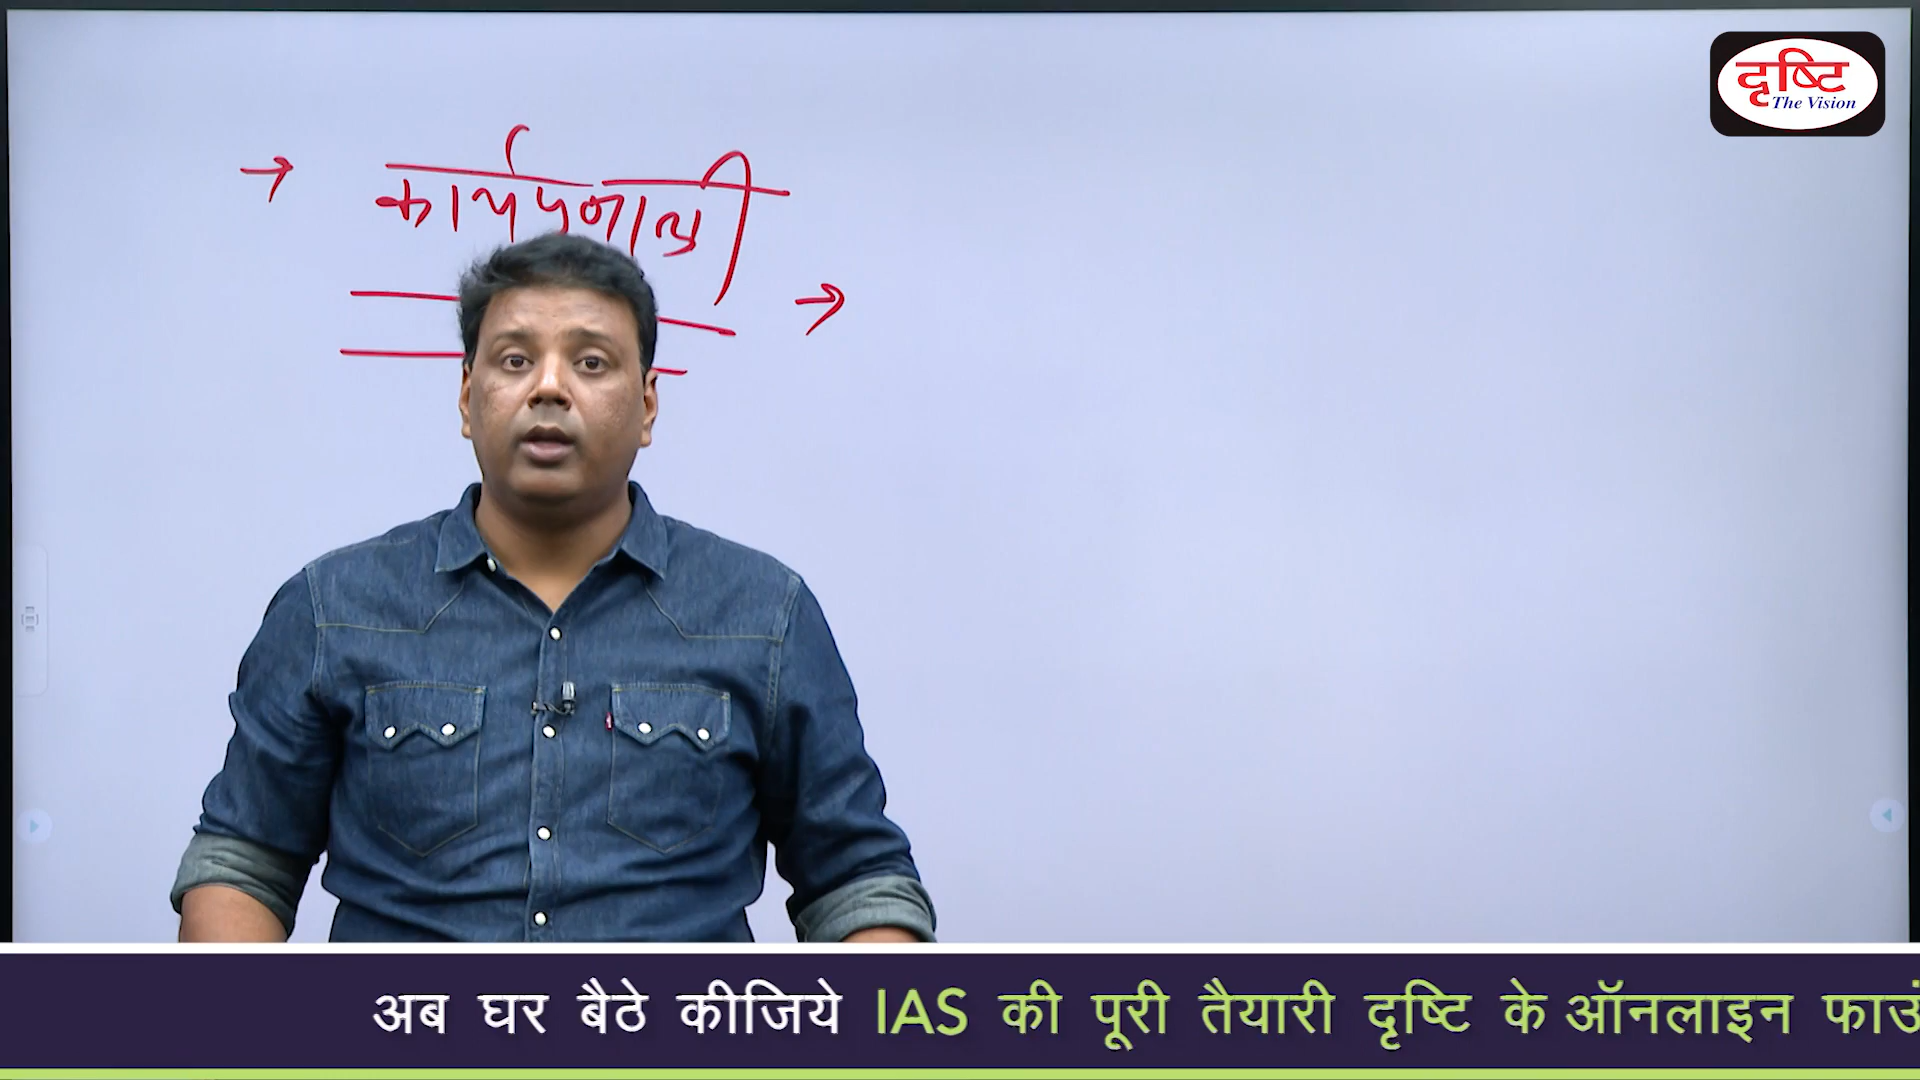 दृष्टि
The Vision
कार्यप्रणाली
अब घर बैठे कीजिये IAS की पूरी तैयारी दृष्टि के ऑनलाइन फाउं